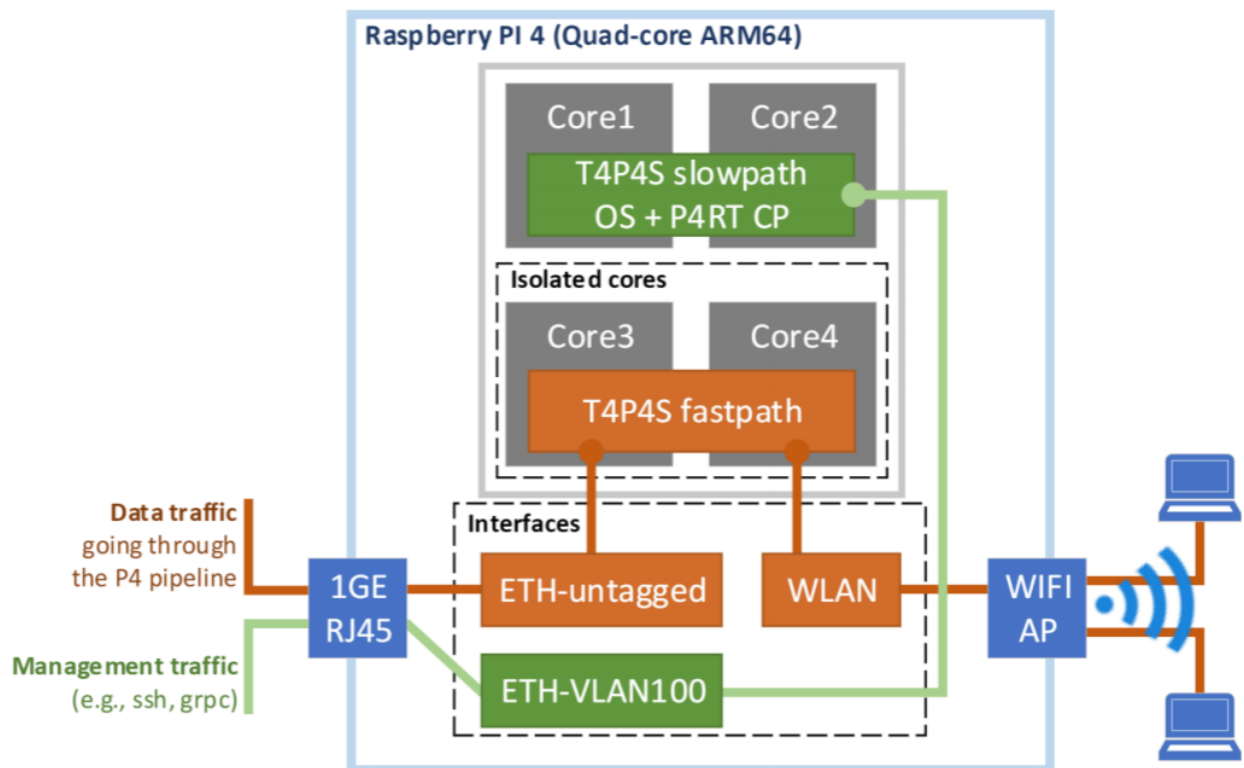 Raspberry PI 4 (Quad-core ARM64)
Core1
Core2
T4P4S slowpath
OS + P4RT CP
Isolated cores
Core3
Core4
T4P4S fastpath
Data traffic
going through
the P4 pipeline
Management traffic
(e.g., ssh, grpc)
1GE
RJ45
Interfaces
ETH-untagged
WLAN
ETH-VLAN100
WIFI
AP